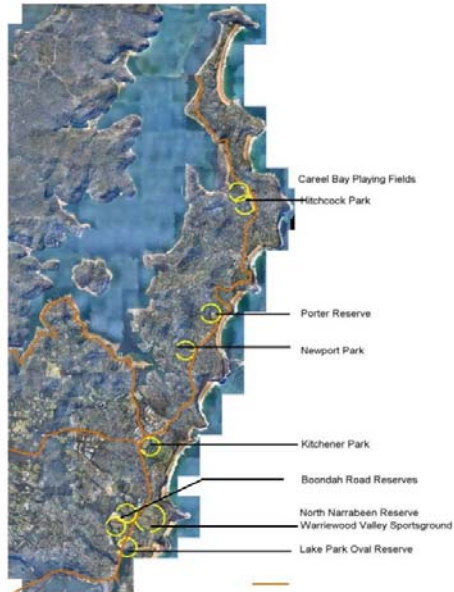 Careel Bay Playing Fields
Hitchcock Park
Porter Reserve
Newport Park
Kitchener Park
Boondah Road Reserves
North Narrabeen Reserve
Warriewood Valley Sportsground
Lake Park Oval Reserve